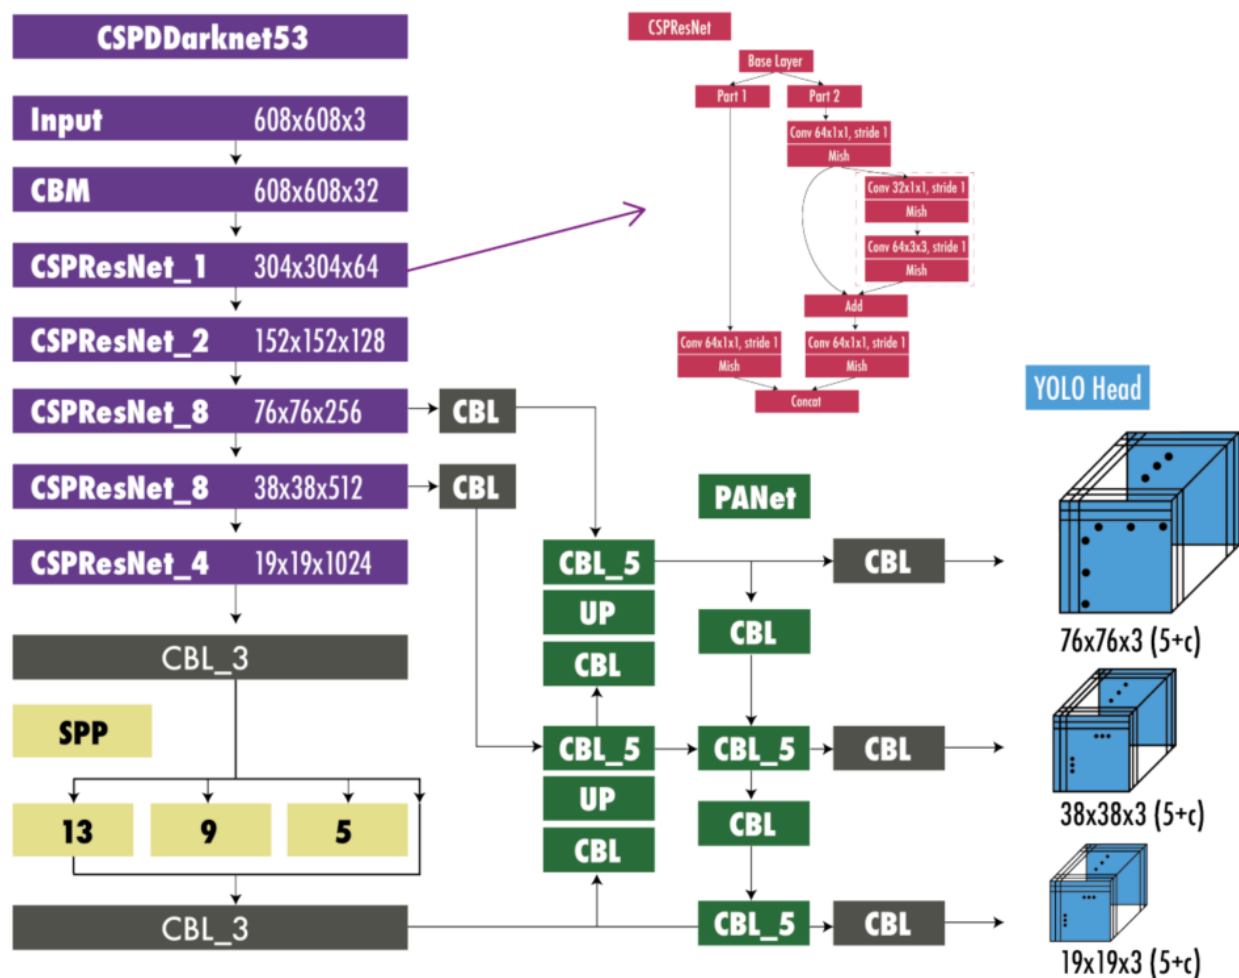 CSPDDarknet53
Input 608x608x3
CBM 608x608x32
CSPResNet_1 304x304x64
CSPResNet_2 152x152x128
CSPResNet_8 76x76x256
CSPResNet_8 38x38x512
CSPResNet_4 19x19x1024
CBL_3
SPP
13 9 5
CBL_3
CBL
CBL
CSPResNet
Base Layer
Part 1 Part 2
Conv 64x1x1, stride 1
Mish
Conv 32x1x1, stride 1
Mish
Conv 64x3x3, stride 1
Mish
Add
Conv 64x1x1, stride 1 Conv 64x1x1, stride 1
Mish Mish
Concat
PANet
CBL_5
UP
CBL
CBL_5
UP
CBL
CBL
CBL_5
CBL
CBL_5
CBL
CBL
CBL
YOLO Head
76x76x3 (5+c)
38x38x3 (5+c)
19x19x3 (5+c)